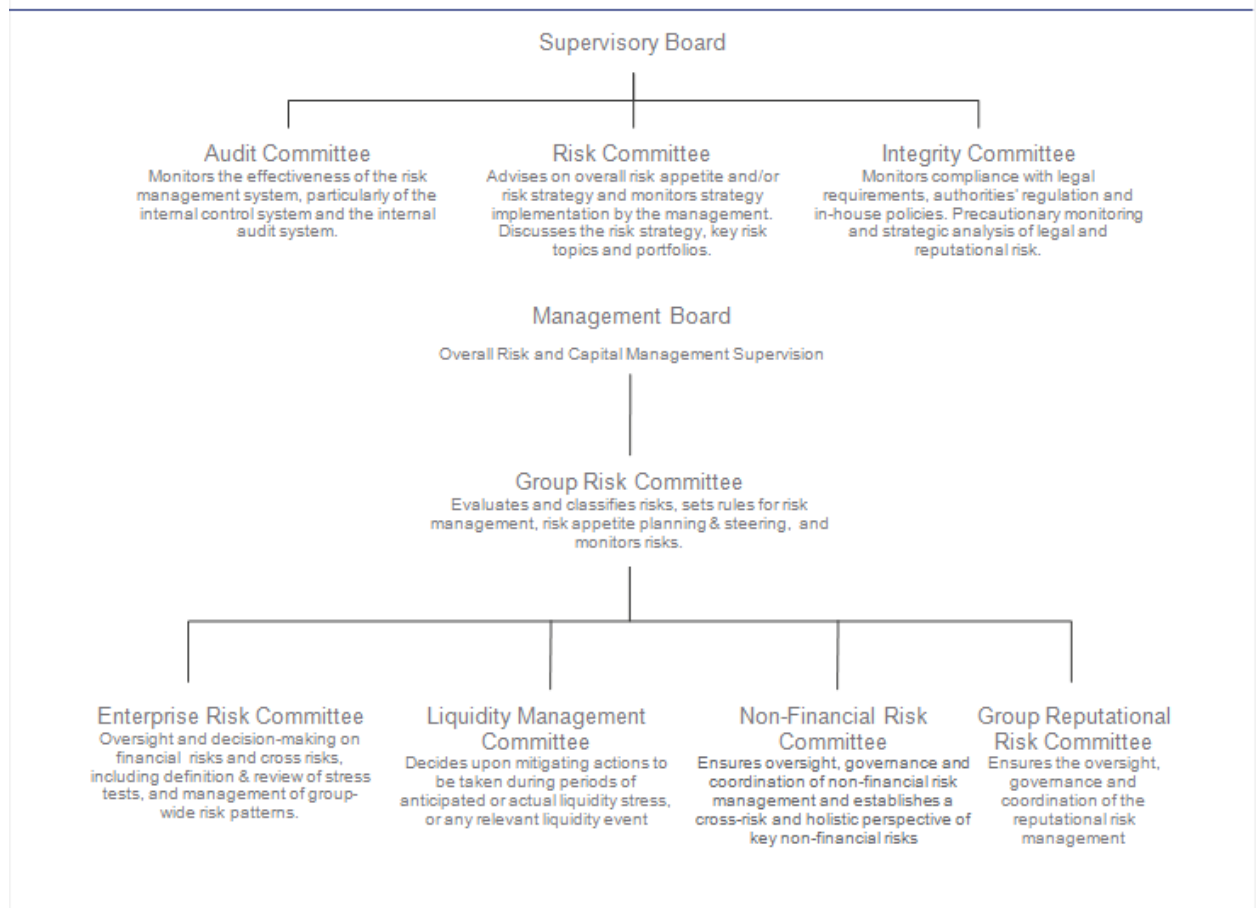 Supervisory Board
Audit Committee
Monitors the effectiveness of the risk
management system, particularly of the
internal control system and the internal
audit system.
Risk Committee
Advises on overall risk appetite and/or
risk strategy and monitors strategy
implementation by the management.
Discusses the risk strategy, key risk
topics and portfolios.
Integrity Committee
Monitors compliance with legal
requirements, authorities' regulation and
in-house policies. Precautionary monitoring
and strategic analysis of legal and
reputational risk.
Management Board
Overall Risk and Capital Management Supervision
Group Risk Committee
Evaluates and classifies risks, sets rules for risk
management, risk appetite planning & steering, and
monitors risks.
Enterprise Risk Committee
Oversight and decision-making on
financial risks and cross risks,
including definition & review of stress
tests, and management of group-
wide risk patterns.
Liquidity Management
Committee
Decides upon mitigating actions to
be taken during periods of
anticipated or actual liquidity stress,
or any relevant liquidity event
Non-Financial Risk
Committee
Ensures oversight, governance and
coordination of non-financial risk
management and establishes a
cross-risk and holistic perspective of
key non-financial risks
Group Reputational
Risk Committee
Ensures the oversight,
governance and
coordination of the
reputational risk
management